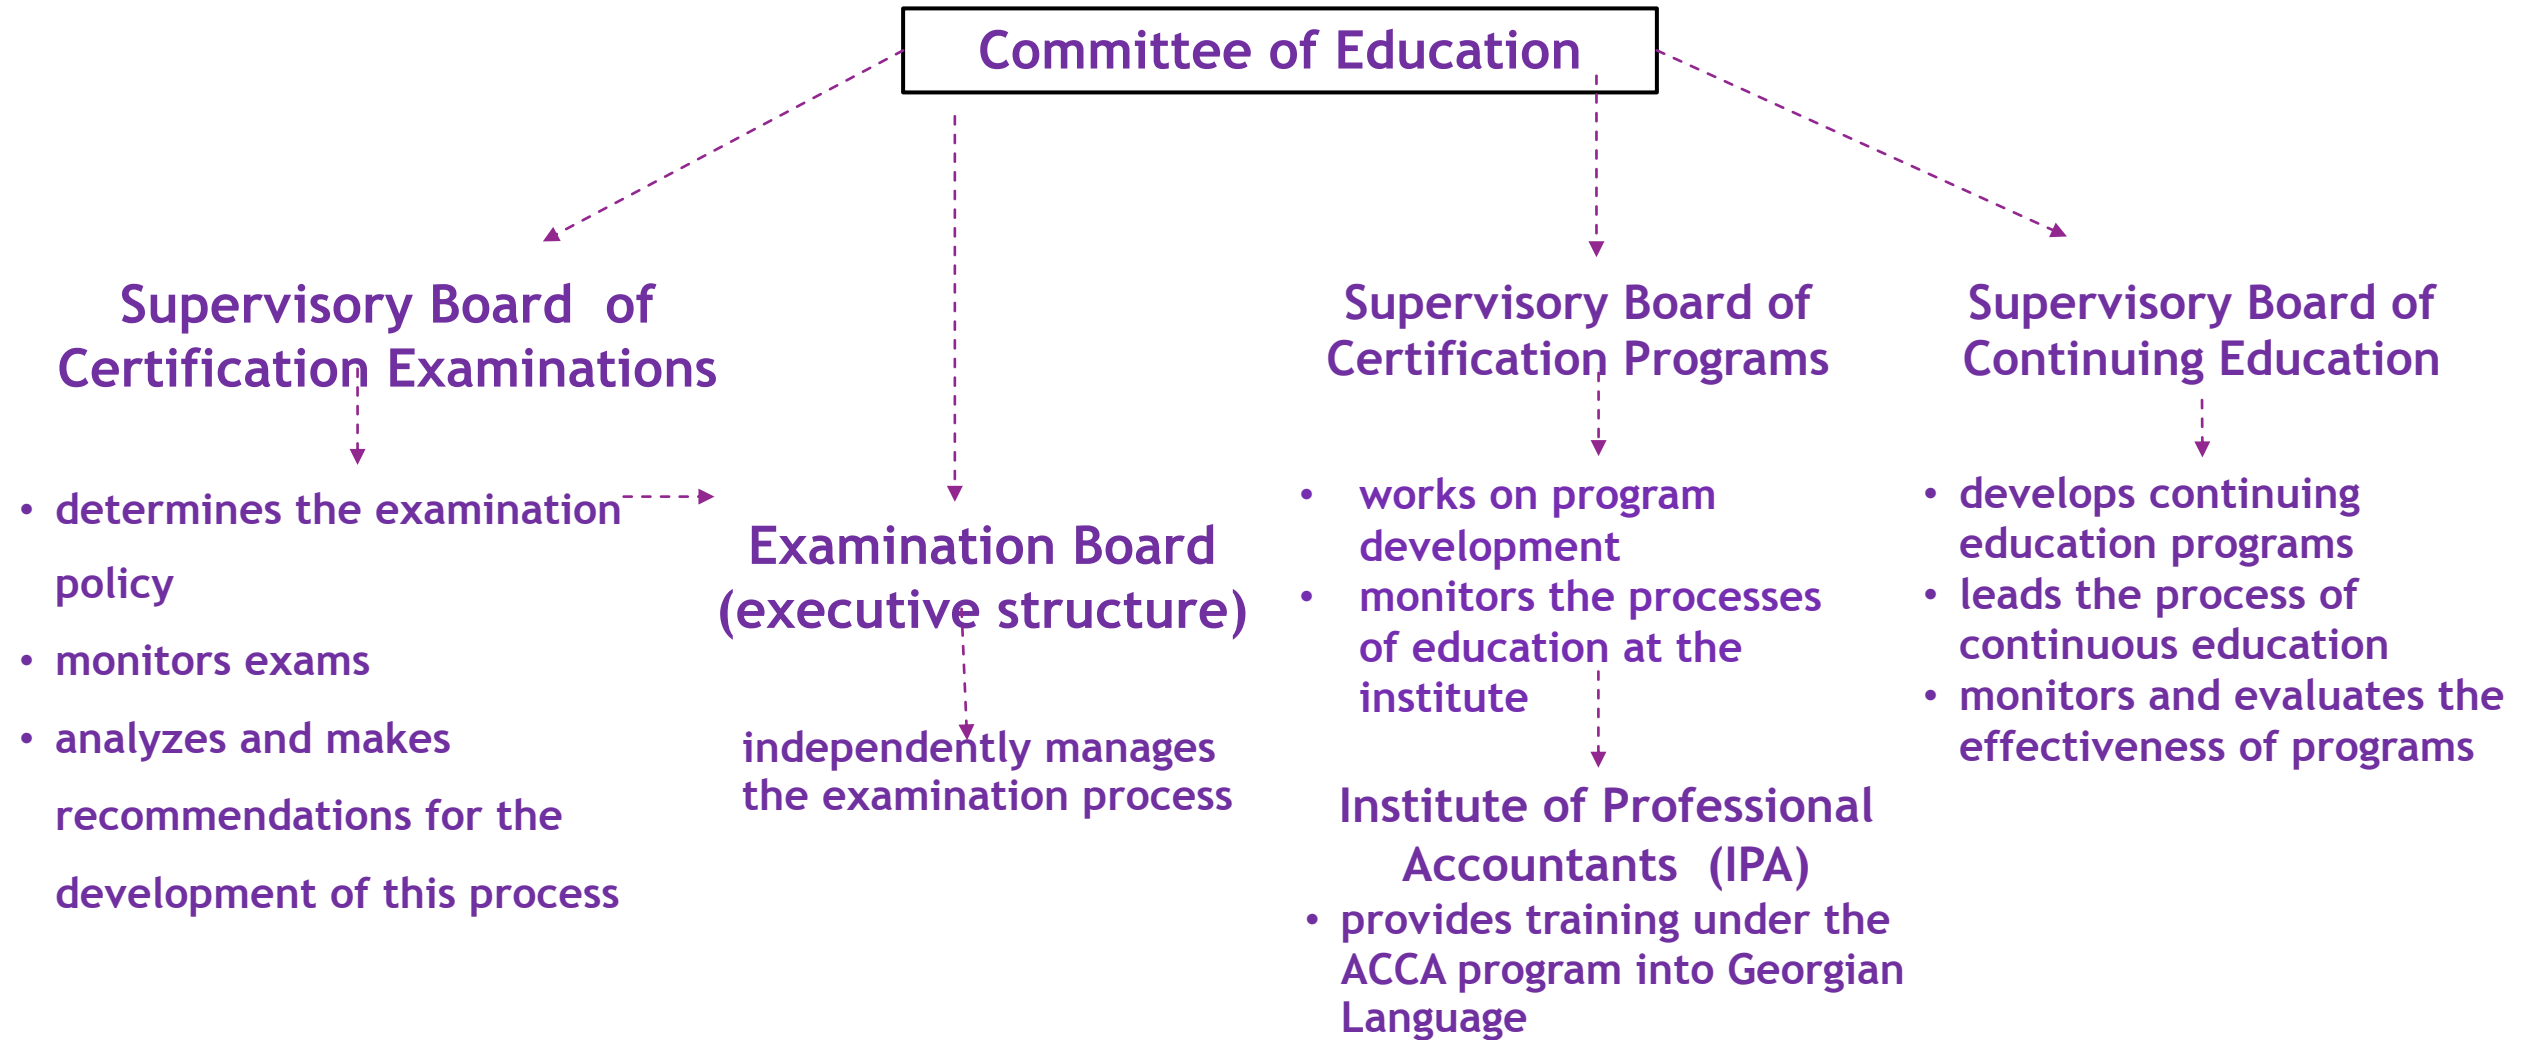 Committee of Education
Supervisory Board of
Certification Examinations
• determines the examination
policy
• monitors exams
• analyzes and makes
recommendations for the
development of this process
Examination Board
(executive structure)
independently manages
the examination process
Supervisory Board of
Certification Programs
• works on program
development
• monitors the processes
of education at the
institute
Institute of Professional
Accountants (IPA)
• provides training under the
ACCA program into Georgian
Language
Supervisory Board of
Continuing Education
• develops continuing
education programs
• leads the process of
continuous education
• monitors and evaluates the
effectiveness of programs